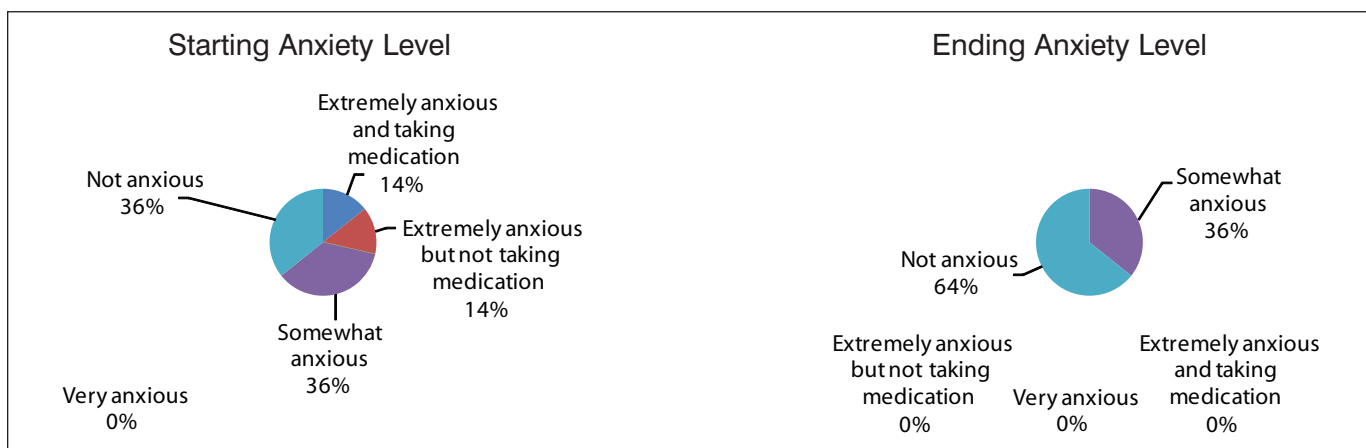 Starting Anxiety Level
Extremely anxious
and taking
medication
14%
Not anxious
36%
Extremely anxious
but not taking
medication
14%
Somewhat
anxious
36%
Very anxious
0%
Ending Anxiety Level
Somewhat
anxious
36%
Not anxious
64%
Extremely anxious
but not taking
medication
0%
Very anxious
0%
Extremely anxious
and taking
medication
0%